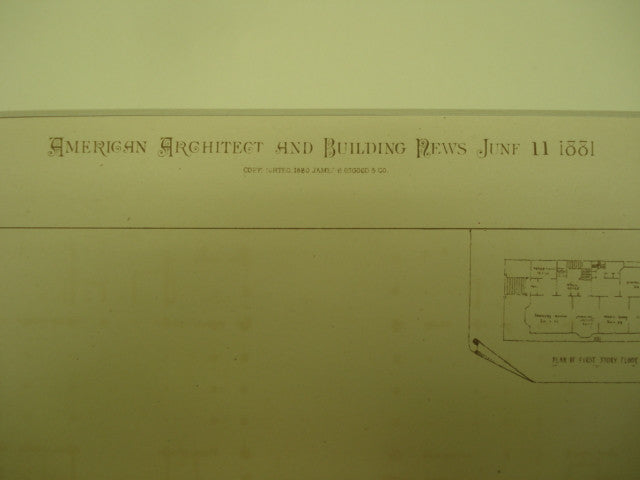 American Architect and Building News June 11 1881
COPYRIGHTED 1880 JAMES R OSGOOD & CO.
PLAN OF FIRST STORY FLOOR